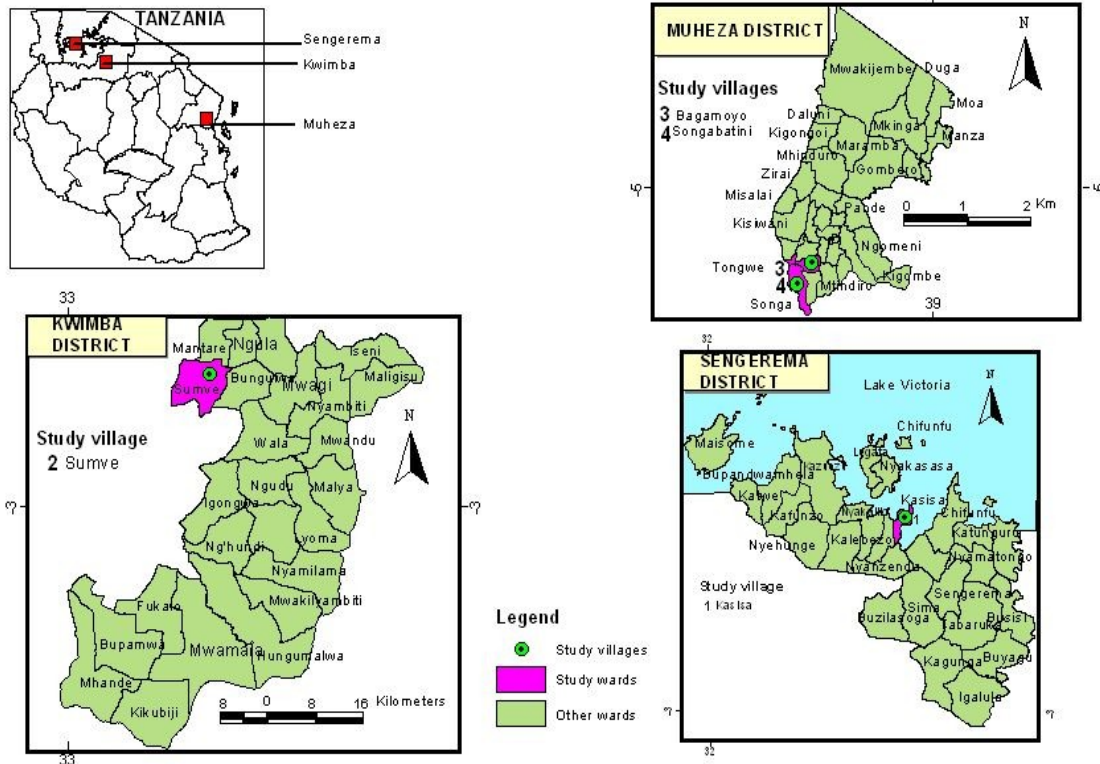 TANZANIA
Sengerema
Kwimba
Muheza
MUHEZA DISTRICT
N
Study villages
3 Bagamoyo
4 Songabatini
Mwakijembe
Duga
Moa
Daluni
Mkinga
Manza
Kigongoi
Maramba
Mhinduro
Gombero
Zirai
Misalai
Pande
Kisiwani
0 1 2 Km
Ngomeni
Tongwe 3
Kigombe
4
Mtindiro
Songa
39
33
KWIMBA
DISTRICT
Mantare
Ngula
Iseni
Sumve
Mwagi
Maligisu
Nyambiti
N
Study village
2 Sumve
Wala
Mwandu
Ngudu
Malya
Igongwa
-3
-3
Ng'hundi
Lyoma
Nyamilama
Mwakilyambiti
Fukalo
Bupamwa
Mwamala
Hungumalwa
Mhande
Kikubiji
8 0 8 16 Kilometers
33
Legend
Study villages
Study wards
Other wards
32
SENGEREMA
DISTRICT
Lake Victoria
N
Chifunfu
Maisome
Nyakasasa
Bupandwamhela
Kasisa
Katwe
Chifunfu
Kafunzo
1
Katunguru
Nyehunge
Kalebezo
Nyamatongo
Nyanzenda
Study village
1 Kasisa
Sengerema
Sima
Buzilasoga
Tabaruka
Busisi
Kagunga
Buyagu
Igalula
32